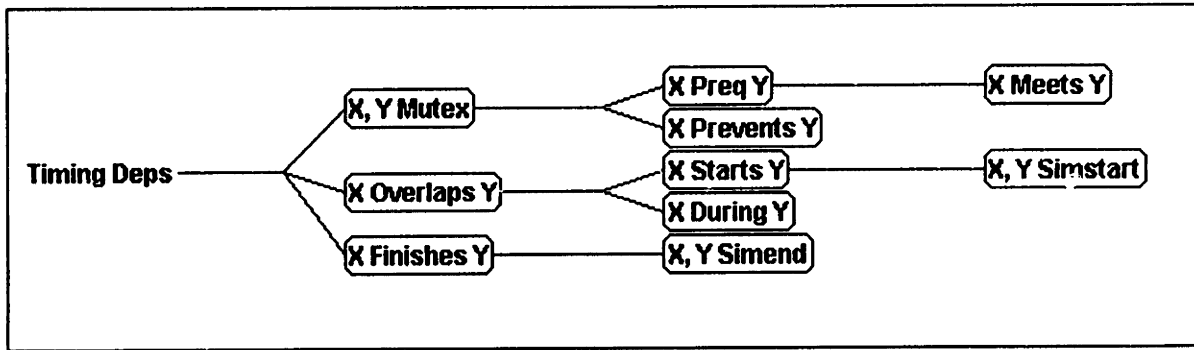 X Preq Y
X Meets Y
X, Y Mutex
X Prevents Y
Timing Deps
X Starts Y
X, Y Simstart
X Overlaps Y
X During Y
X Finishes Y
X, Y Simend